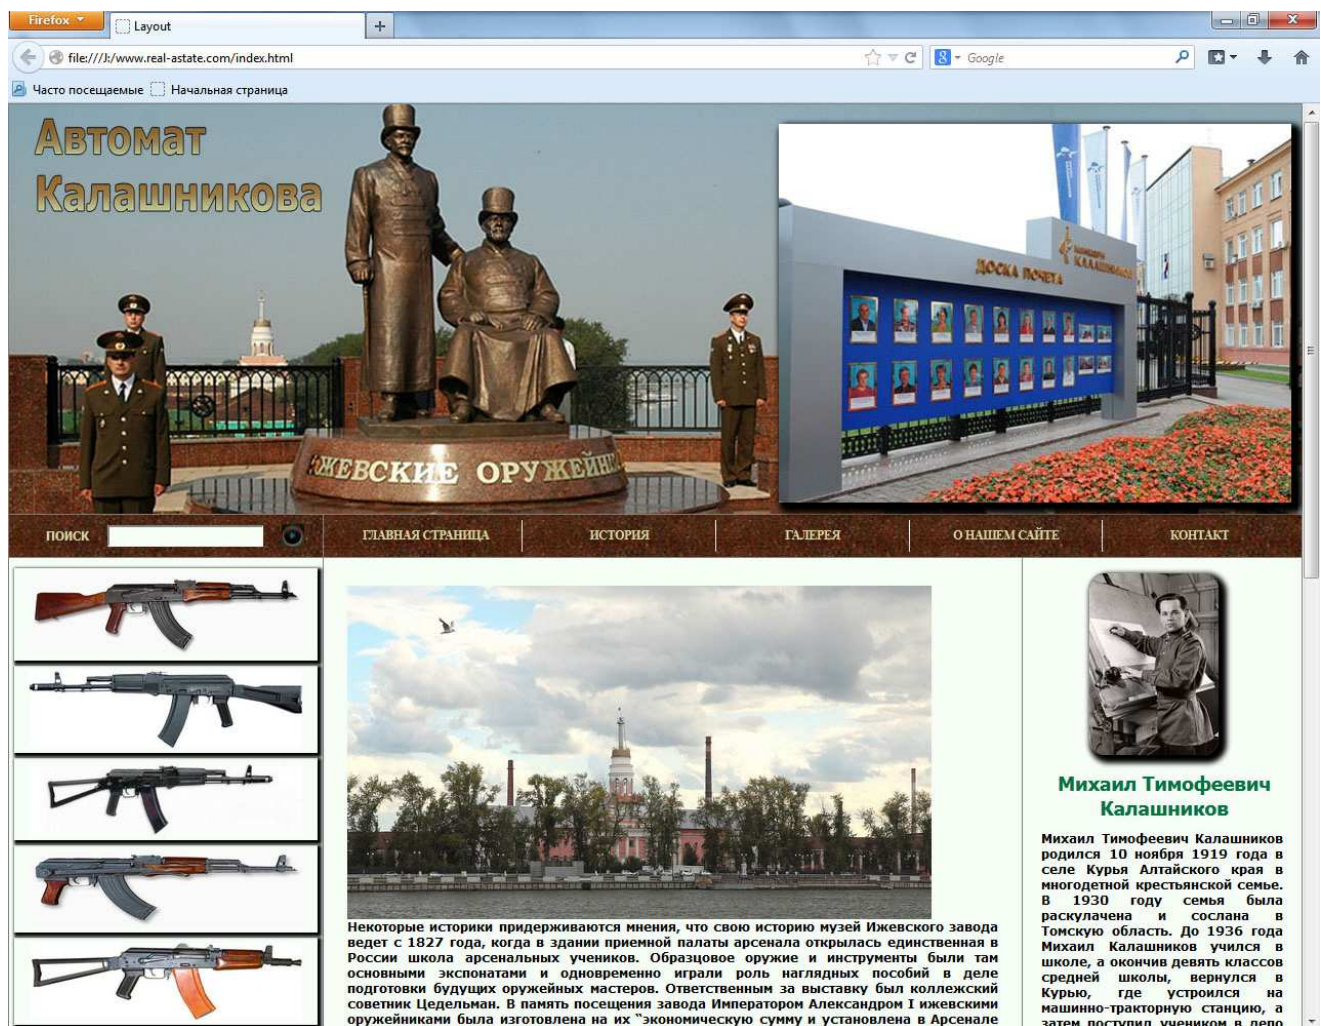 Firefox
Layout
file:///J:/www.real-astate.com/index.html
Google
Часто посещаемые
Начальная страница
Автомат
Калашникова
ДОСКА ПОЧЕТА
КАЛАШНИКОВ
ИЖЕВСКИЕ ОРУЖЕЙНИ
ПОИСК
ГЛАВНАЯ СТРАНИЦА
ИСТОРИЯ
ГАЛЕРЕЯ
О НАШЕМ САЙТЕ
КОНТАКТ
Некоторые историки придерживаются мнения, что свою историю музей Ижевского завода
ведет с 1827 года, когда в здании приемной палаты арсенала открылась единственная в
России школа арсенальных учеников. Образцовое оружие и инструменты были там
основными экспонатами и одновременно играли роль наглядных пособий в деле
подготовки будущих оружейных мастеров. Ответственным за выставку был коллежский
советник Цедельман. В память посещения завода Императором Александром I ижевскими
оружейниками была изготовлена на их "экономическую сумму и установлена в Арсенале
Михаил Тимофеевич
Калашников
Михаил Тимофеевич Калашников
родился 10 ноября 1919 года в
селе Курья Алтайского края в
многодетной крестьянской семье.
В 1930 году семья была
раскулачена и сослана в
Томскую область. До 1936 года
Михаил Калашников учился в
школе, а окончив девять классов
средней школы, вернулся в
Курью, где устроился на
машинно-тракторную станцию, а
затем поступил учеником в депо